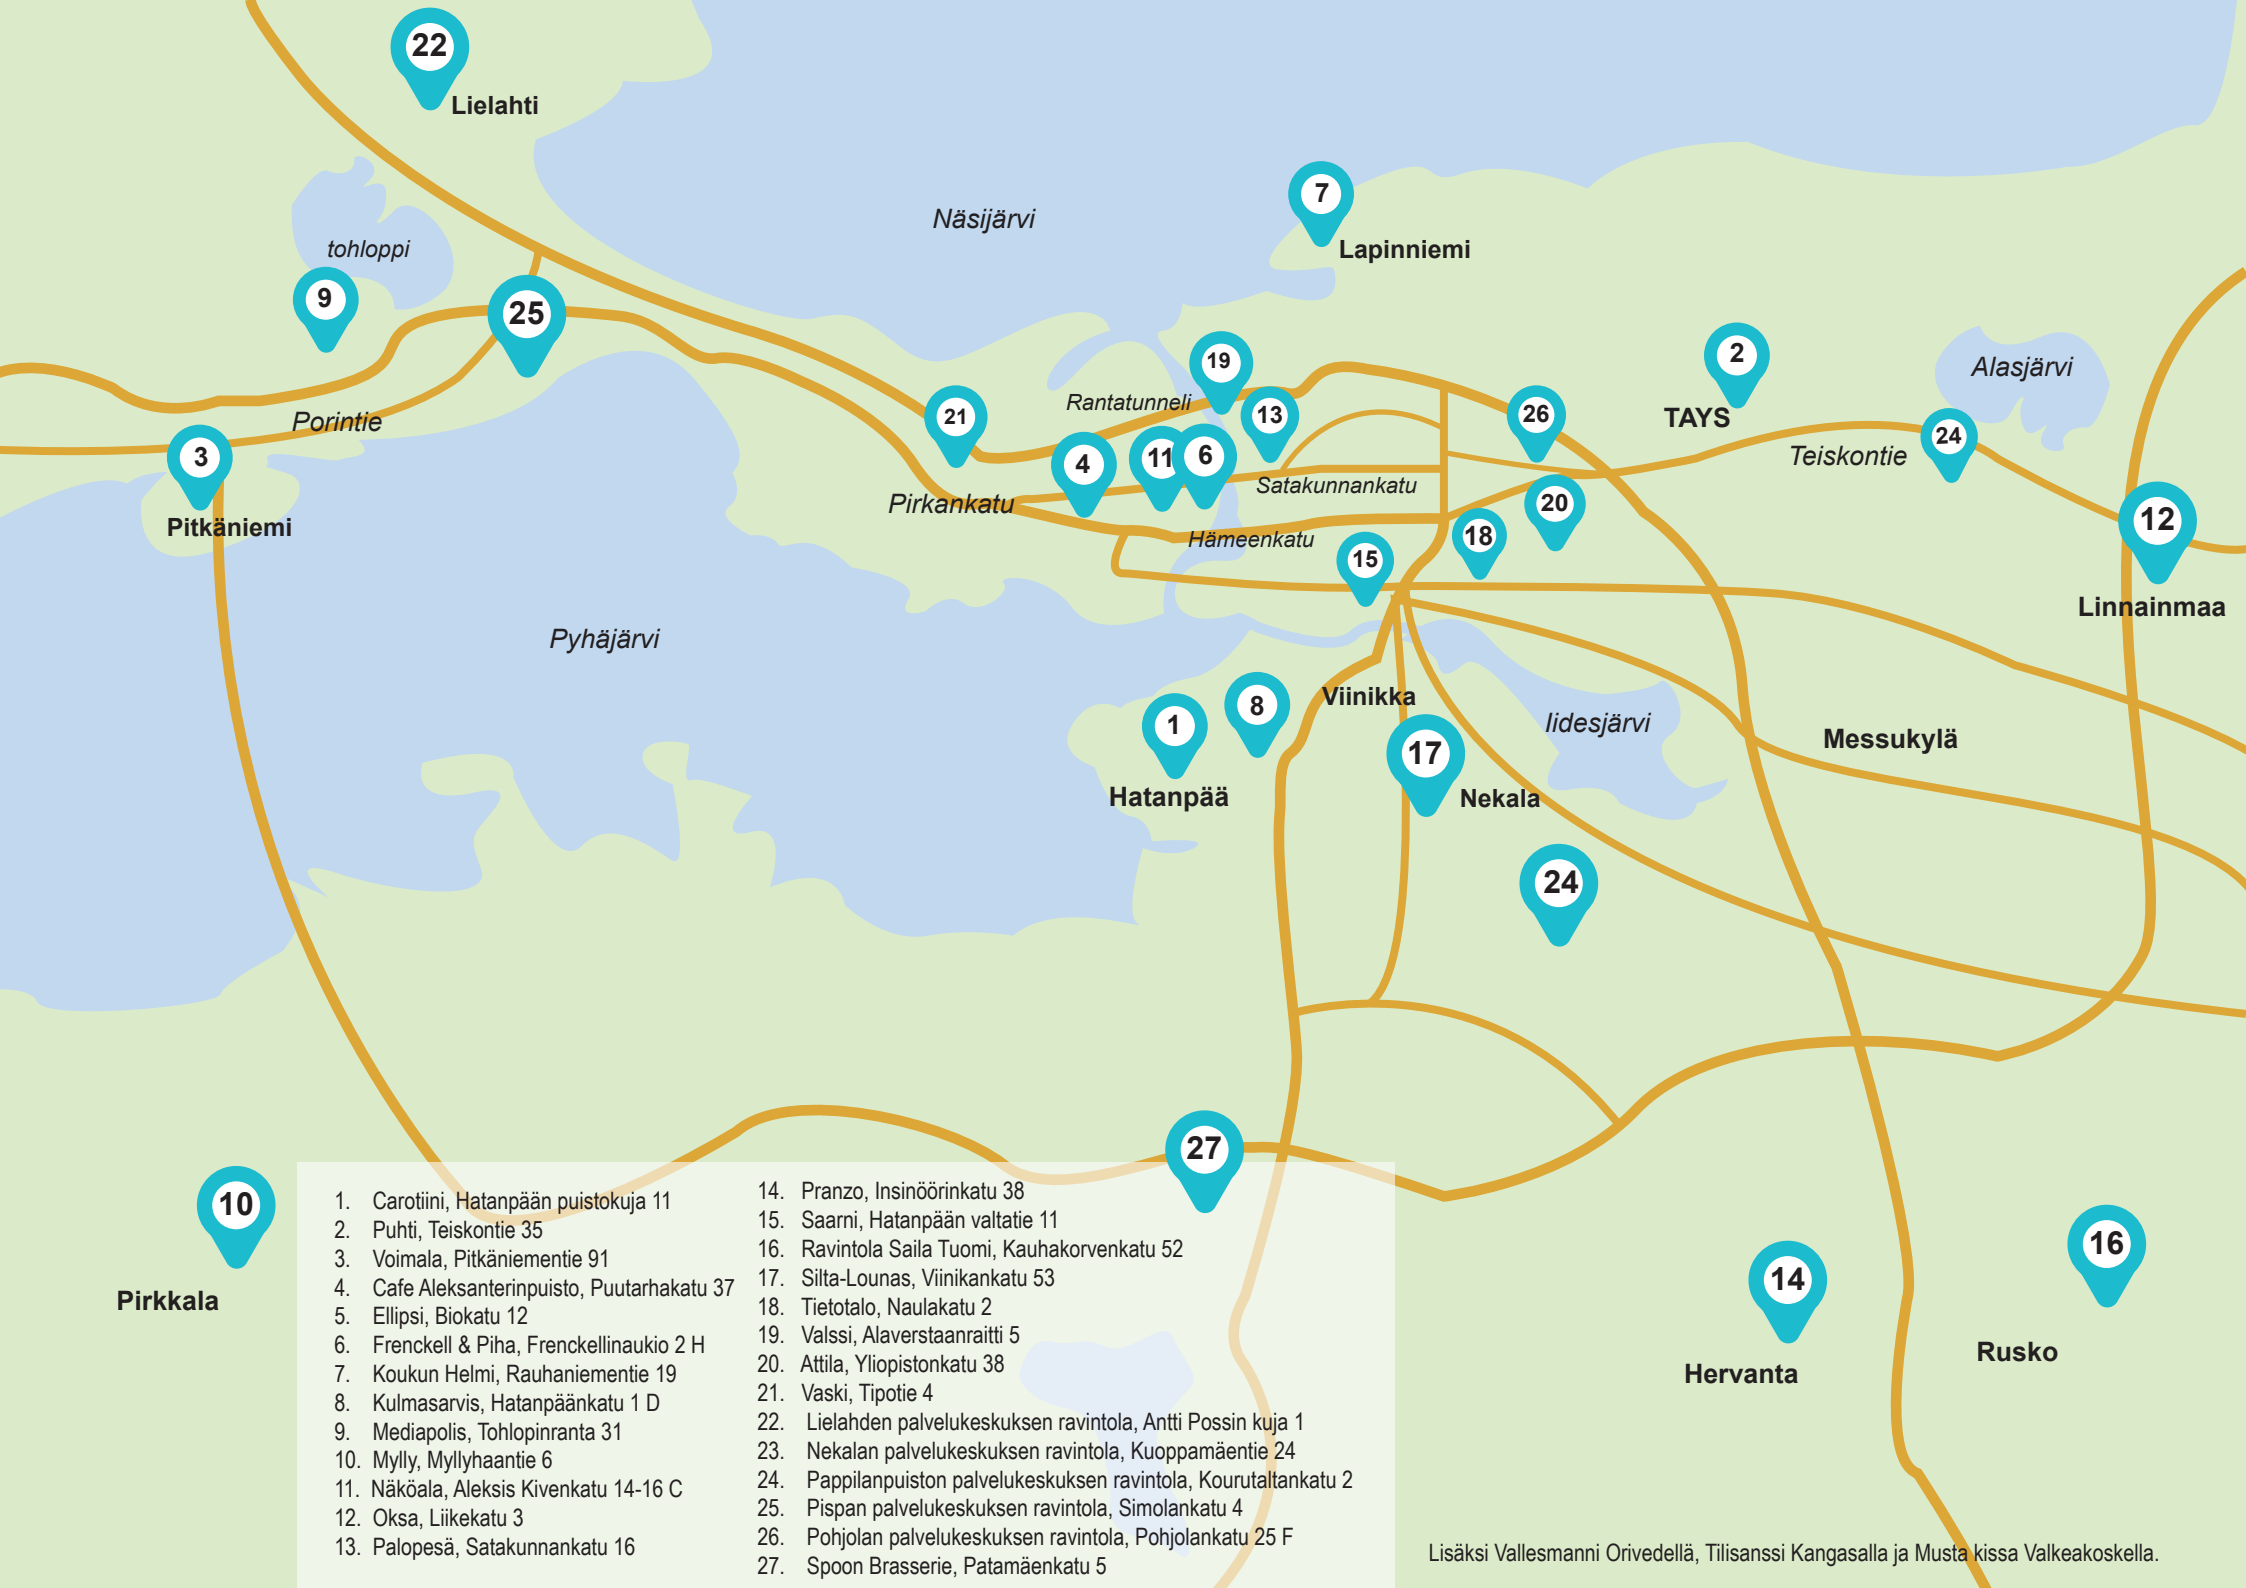 22
Lielahti
7
Näsijärvi
Lapinniemi
tohloppi
9
25
19
2
Alasjärvi
Rantatunneli
13
26
TAYS
21
24
Porintie
3
4
11
6
Teiskontie
Satakunnankatu
Pirkankatu
20
12
Pitkäniemi
Hämeenkatu
18
15
Linnainmaa
Pyhäjärvi
Viinikka
8
1
Iidesjärvi
Messukylä
17
Hatanpää
Nekala
24
27
10
Pirkkala
16
14
Rusko
Hervanta
1. Carotiini, Hatanpään puistokuja 11
2. Puhti, Teiskontie 35
3. Voimala, Pitkäniementie 91
4. Cafe Aleksanterinpuisto, Puutarhakatu 37
5. Ellipsi, Biokatu 12
6. Frenckell & Piha, Frenckellinaukio 2 H
7. Koukun Helmi, Rauhaniementie 19
8. Kulmasarvis, Hatanpäänkatu 1 D
9. Mediapolis, Tohlopinranta 31
10. Mylly, Myllyhaantie 6
11. Näköala, Aleksis Kivenkatu 14-16 C
12. Oksa, Liikekatu 3
13. Palopesä, Satakunnankatu 16
14. Pranzo, Insinöörinkatu 38
15. Saarni, Hatanpään valtatie 11
16. Ravintola Saila Tuomi, Kauhakorvenkatu 52
17. Silta-Lounas, Viinikankatu 53
18. Tietotalo, Naulakatu 2
19. Valssi, Alaverstaanraitti 5
20. Attila, Yliopistonkatu 38
21. Vaski, Tipotie 4
22. Lielahden palvelukeskuksen ravintola, Antti Possin kuja 1
23. Nekalan palvelukeskuksen ravintola, Kuoppamäentie 24
24. Pappilanpuiston palvelukeskuksen ravintola, Kourutaltankatu 2
25. Pispan palvelukeskuksen ravintola, Simolankatu 4
26. Pohjolan palvelukeskuksen ravintola, Pohjolankatu 25 F
27. Spoon Brasserie, Patamäenkatu 5
Lisäksi Vallesmanni Orivedellä, Tilisanssi Kangasalla ja Musta kissa Valkeakoskella.